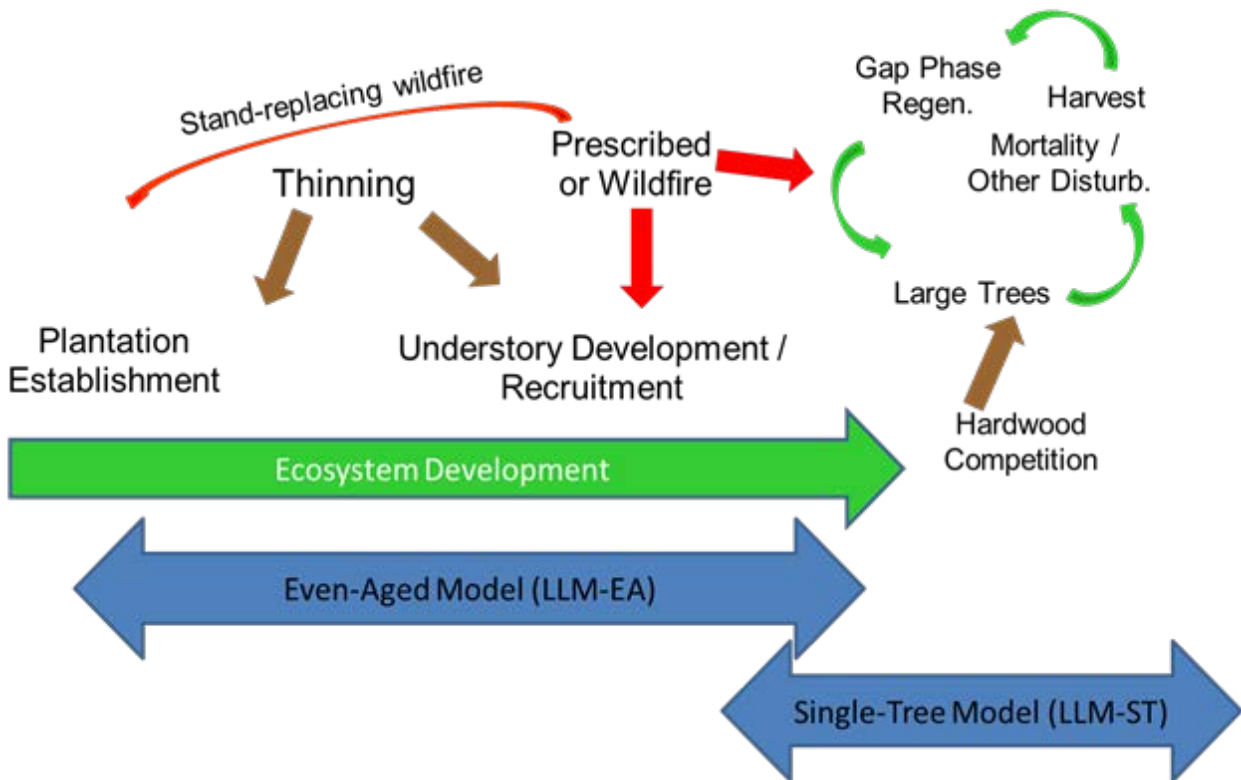 Stand-replacing wildfire
Thinning
Prescribed
or Wildfire
Gap Phase
Regen.
Harvest
Mortality /
Other Disturb.
Large Trees
Plantation
Establishment
Understory Development /
Recruitment
Hardwood
Competition
Ecosystem Development
Even-Aged Model (LLM-EA)
Single-Tree Model (LLM-ST)